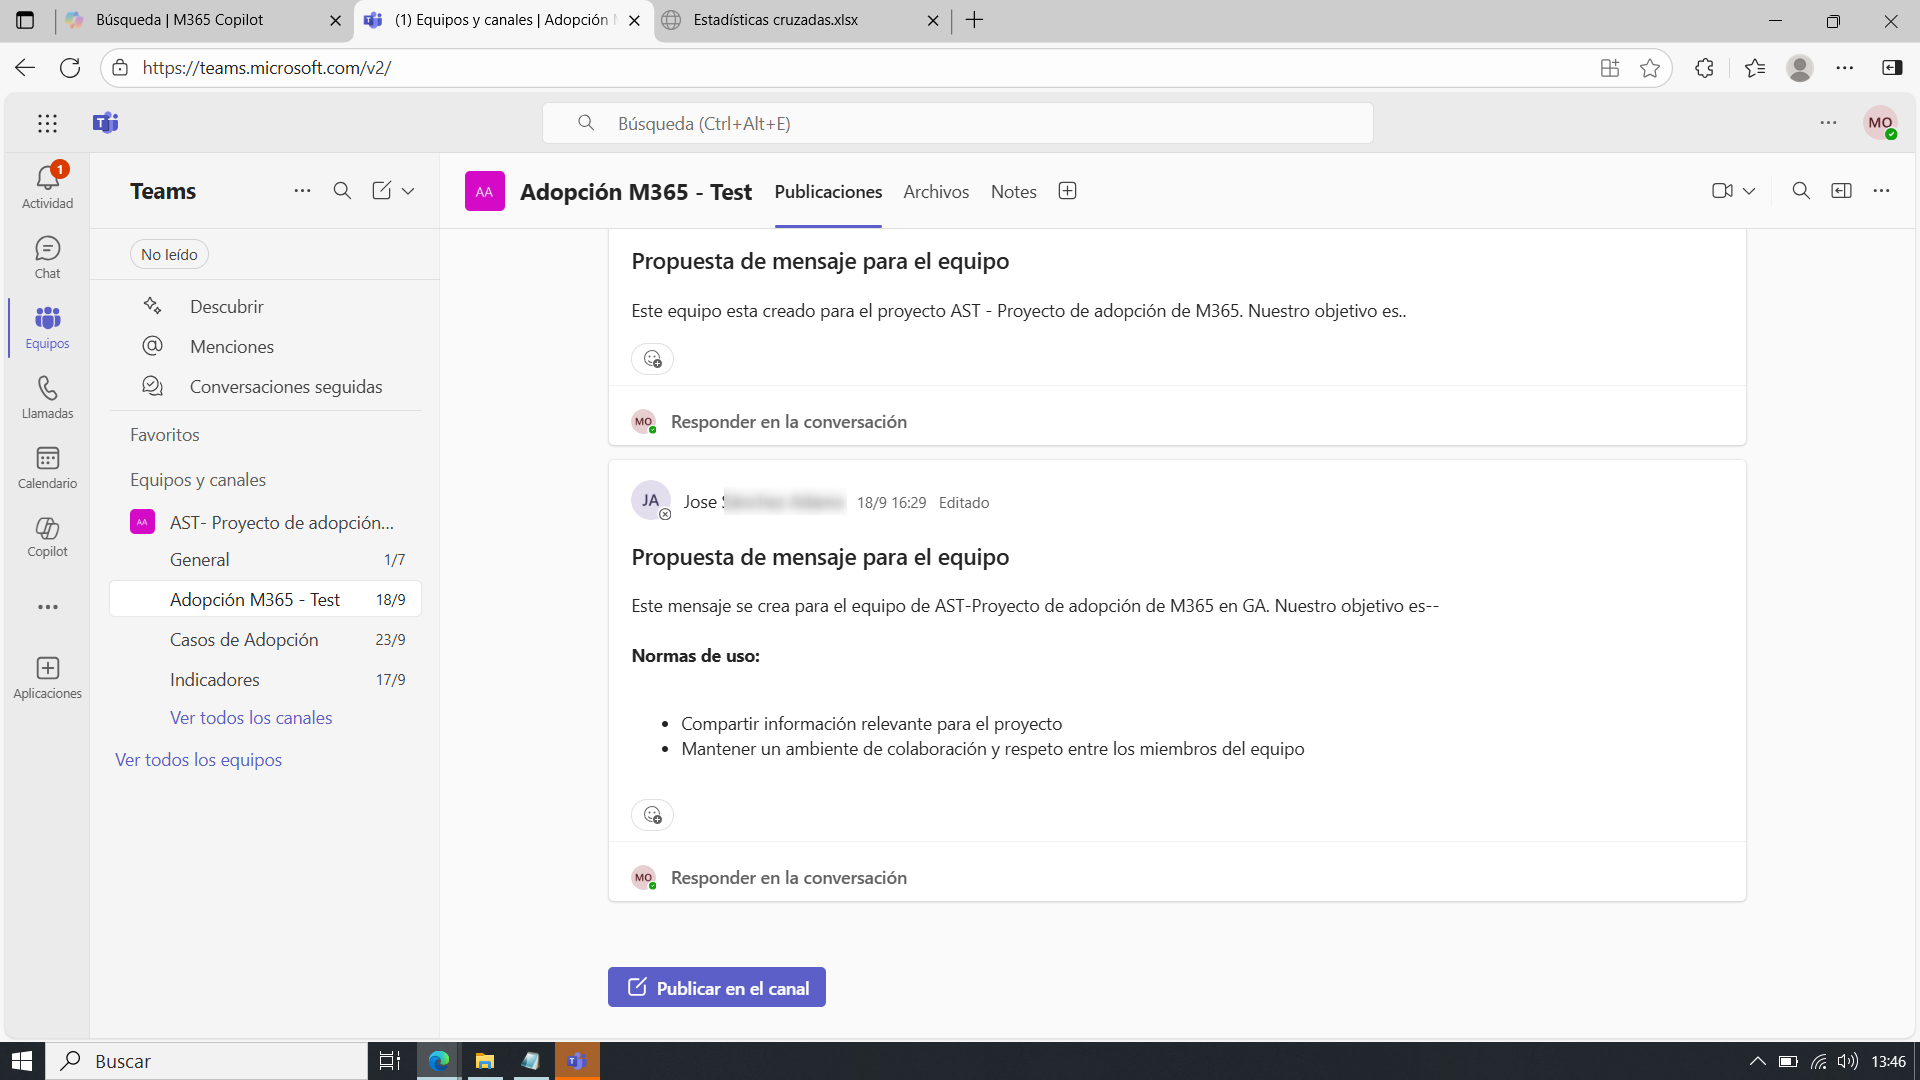 Búsqueda | M365 Copilot
(1) Equipos y canales | Adopción
Estadísticas cruzadas.xlsx
https://teams.microsoft.com/v2/
Búsqueda (Ctrl+Alt+E)
MO
1
Actividad
Chat
Equipos
Llamadas
Calendario
Copilot
Aplicaciones
Teams
No leído
Descubrir
Menciones
Conversaciones seguidas
Favoritos
Equipos y canales
AA AST- Proyecto de adopción...
General 1/7
Adopción M365 - Test 18/9
Casos de Adopción 23/9
Indicadores 17/9
Ver todos los canales
Ver todos los equipos
AA Adopción M365 - Test Publicaciones Archivos Notes
Propuesta de mensaje para el equipo
Este equipo esta creado para el proyecto AST - Proyecto de adopción de M365. Nuestro objetivo es..
MO Responder en la conversación
JA Jose 18/9 16:29 Editado
Propuesta de mensaje para el equipo
Este mensaje se crea para el equipo de AST-Proyecto de adopción de M365 en GA. Nuestro objetivo es--
Normas de uso:
• Compartir información relevante para el proyecto
• Mantener un ambiente de colaboración y respeto entre los miembros del equipo
MO Responder en la conversación
Publicar en el canal
Buscar
13:46